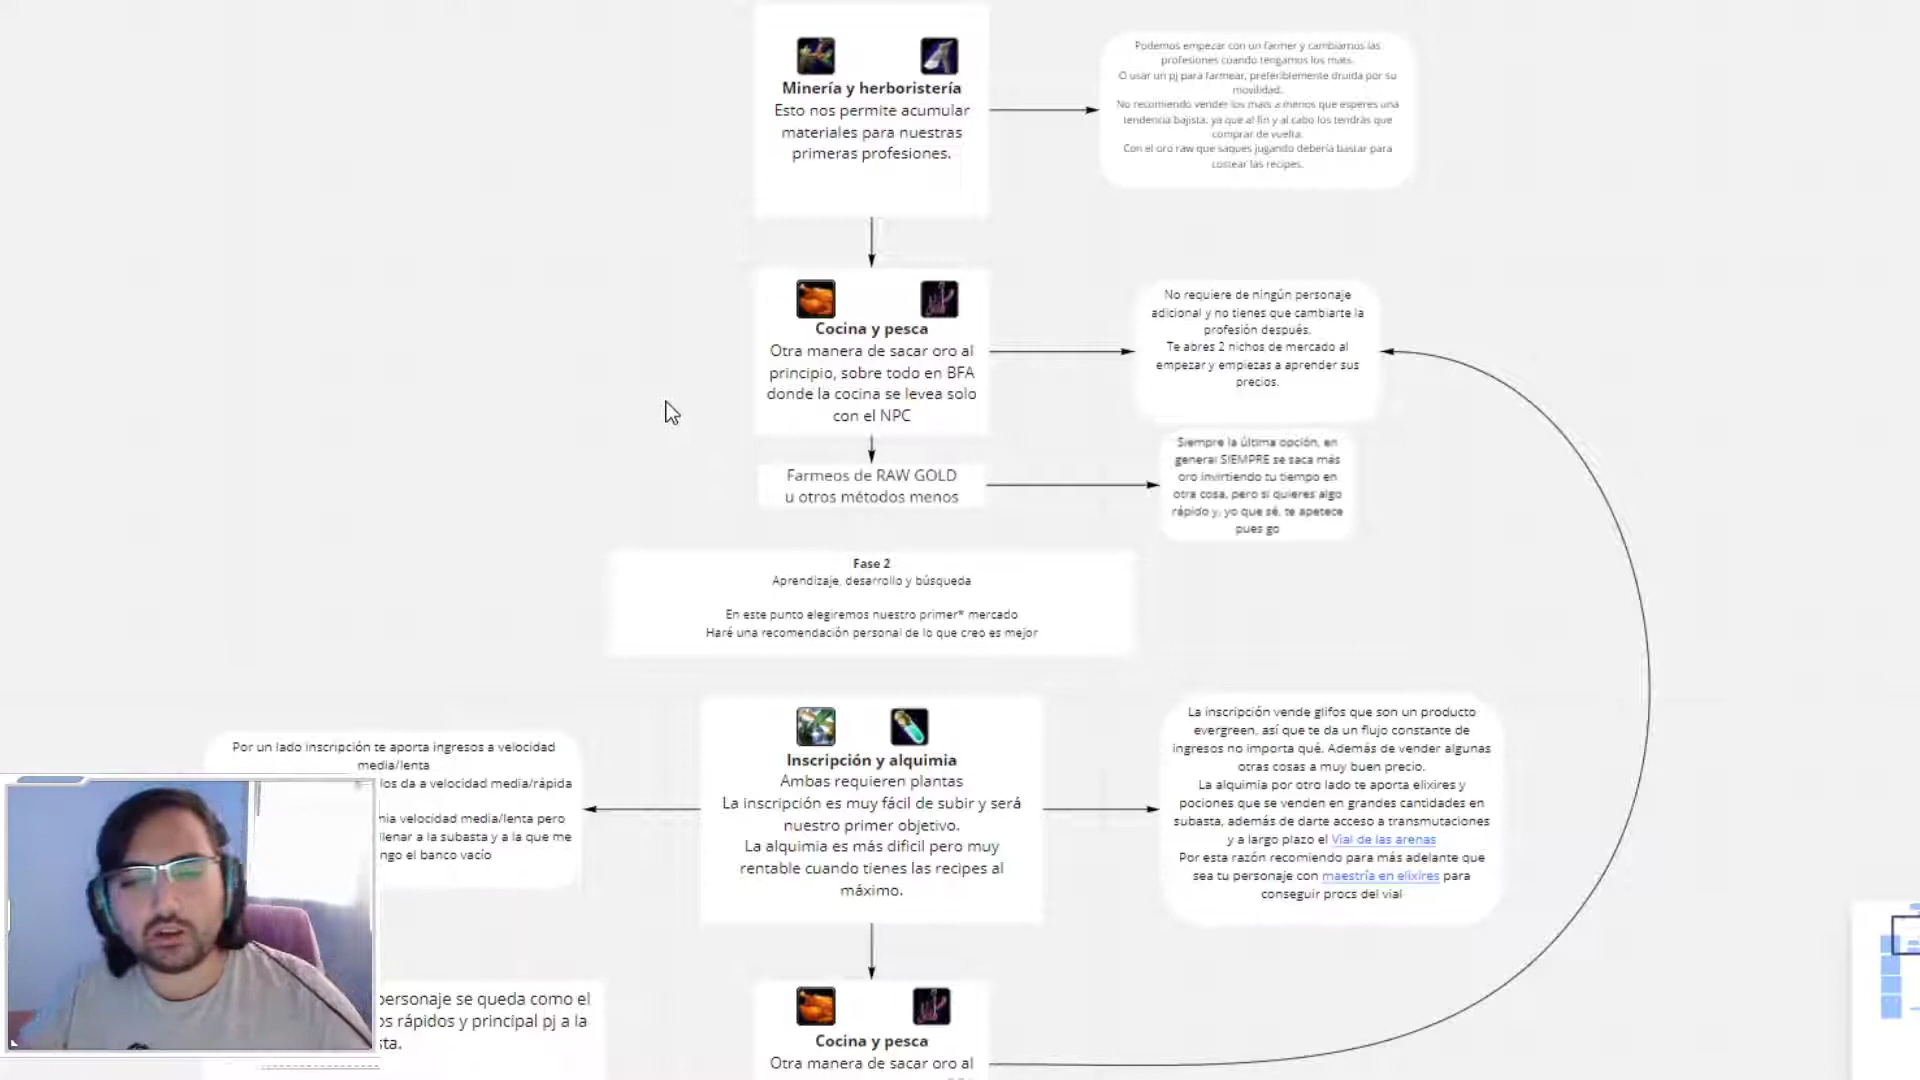 Minería y herboristería
Esto nos permite acumular
materiales para nuestras
primeras profesiones.
Podemos empezar con un farmer y cambiarnos las
profesiones cuando tengamos los mats.
O usar un pj para farmear, preferiblemente druida por su
movilidad.
No recomiendo vender los mats a menos que esperes una
tendencia bajista, ya que al fin y al cabo los tendrás que
comprar de vuelta.
Con el oro raw que saques jugando debería bastar para
costear las recipes.
Cocina y pesca
Otra manera de sacar oro al
principio, sobre todo en BFA
donde la cocina se levea solo
con el NPC
No requiere de ningún personaje
adicional y no tienes que cambiarte la
profesión después.
Te abres 2 nichos de mercado al
empezar y empiezas a aprender sus
precios.
Farmeos de RAW GOLD
u otros métodos menos
Siempre la última opción, en
general SIEMPRE se saca más
oro invirtiendo tu tiempo en
otra cosa, pero si quieres algo
rápido y, yo que sé, te apetece
pues go
Fase 2
Aprendizaje, desarrollo y búsqueda
En este punto elegiremos nuestro primer* mercado
Haré una recomendación personal de lo que creo es mejor
Por un lado inscripción te aporta ingresos a velocidad
media/lenta
los da a velocidad media/rápida
velocidad media/lenta pero
a la subasta y a la que me
el banco vacío
Inscripción y alquimia
Ambas requieren plantas
La inscripción es muy fácil de subir y será
nuestro primer objetivo.
La alquimia es más dificil pero muy
rentable cuando tienes las recipes al
máximo.
La inscripción vende glifos que son un producto
evergreen, así que te da un flujo constante de
ingresos no importa qué. Además de vender algunas
otras cosas a muy buen precio.
La alquimia por otro lado te aporta elixires y
pociones que se venden en grandes cantidades en
subasta, además de darte acceso a transmutaciones
y a largo plazo el Vial de las arenas
Por esta razón recomiendo para más adelante que
sea tu personaje con maestría en elixires para
conseguir procs del vial
personaje se queda como el
rápidos y principal pj a la
Cocina y pesca
Otra manera de sacar oro al